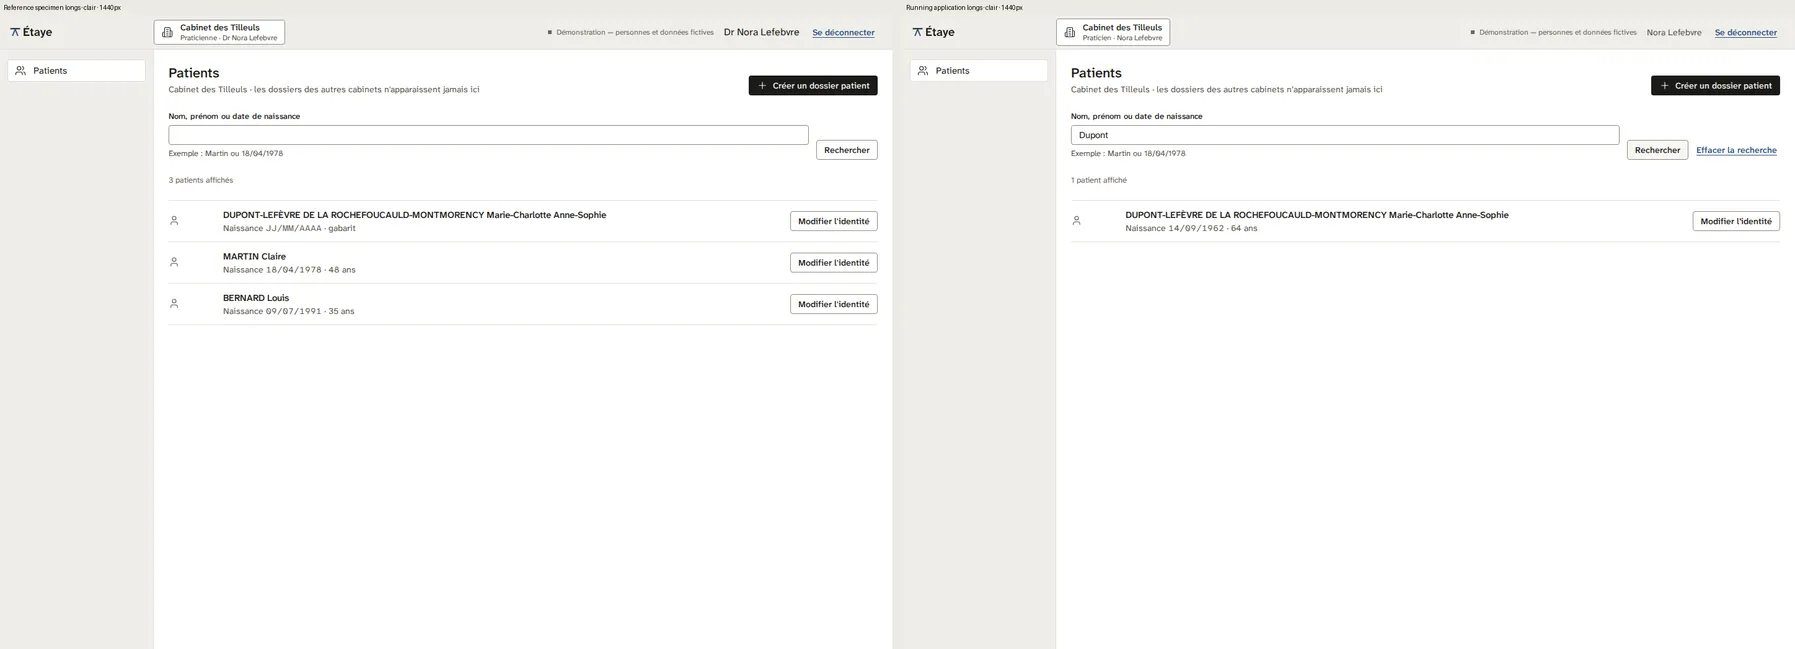 Reference specimen longs-clair-1440px
Étaye
Cabinet des Tilleuls
Praticienne · Dr Nora Lefebvre
Démonstration — personnes et données fictives
Dr Nora Lefebvre
Se déconnecter
Patients
Patients
Cabinet des Tilleuls · les dossiers des autres cabinets n'apparaissent jamais ici
Créer un dossier patient
Nom, prénom ou date de naissance
Exemple : Martin ou 18/04/1978
Rechercher
3 patients affichés
DUPONT-LEFÈVRE DE LA ROCHEFOUCAULD-MONTMORENCY Marie-Charlotte Anne-Sophie
Naissance JJ/MM/AAAA · gabarit
Modifier l'identité
MARTIN Claire
Naissance 18/04/1978 · 48 ans
Modifier l'identité
BERNARD Louis
Naissance 09/07/1991 · 35 ans
Modifier l'identité
Running application longs-clair-1440px
Étaye
Cabinet des Tilleuls
Praticien · Nora Lefebvre
Démonstration — personnes et données fictives
Nora Lefebvre
Se déconnecter
Patients
Patients
Cabinet des Tilleuls · les dossiers des autres cabinets n'apparaissent jamais ici
Créer un dossier patient
Nom, prénom ou date de naissance
Dupont
Exemple : Martin ou 18/04/1978
Rechercher
Effacer la recherche
1 patient affiché
DUPONT-LEFÈVRE DE LA ROCHEFOUCAULD-MONTMORENCY Marie-Charlotte Anne-Sophie
Naissance 14/09/1962 · 64 ans
Modifier l'identité